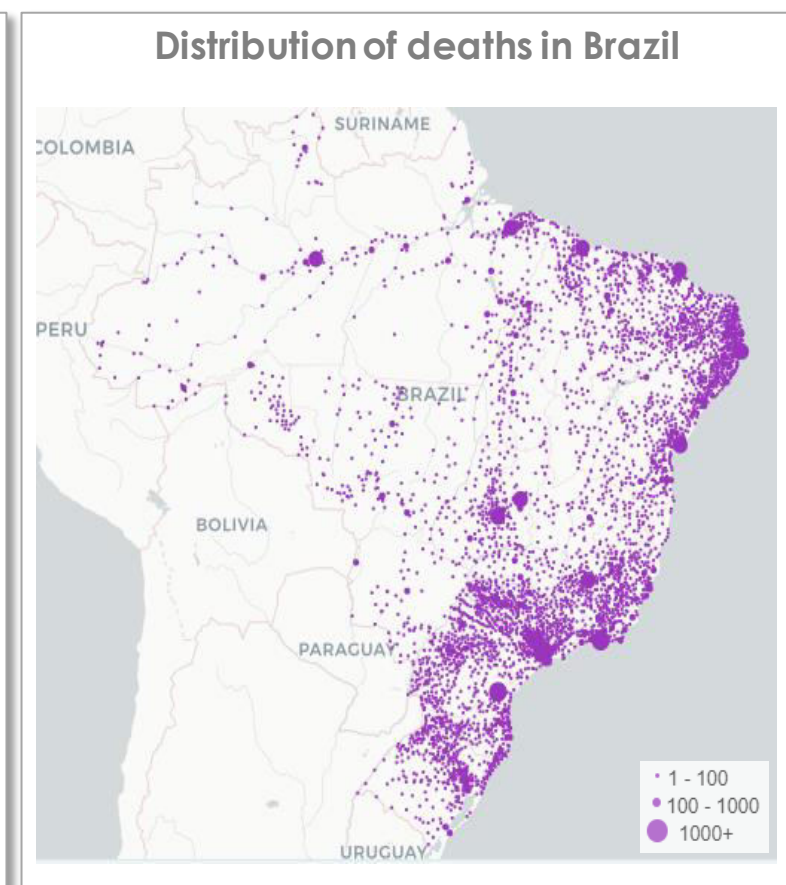 Distribution of deaths in Brazil
SURINAME
COLOMBIA
PERU
BRAZIL
BOLIVIA
PARAGUAY
1 - 100
100 - 1000
1000+
URUGUAY